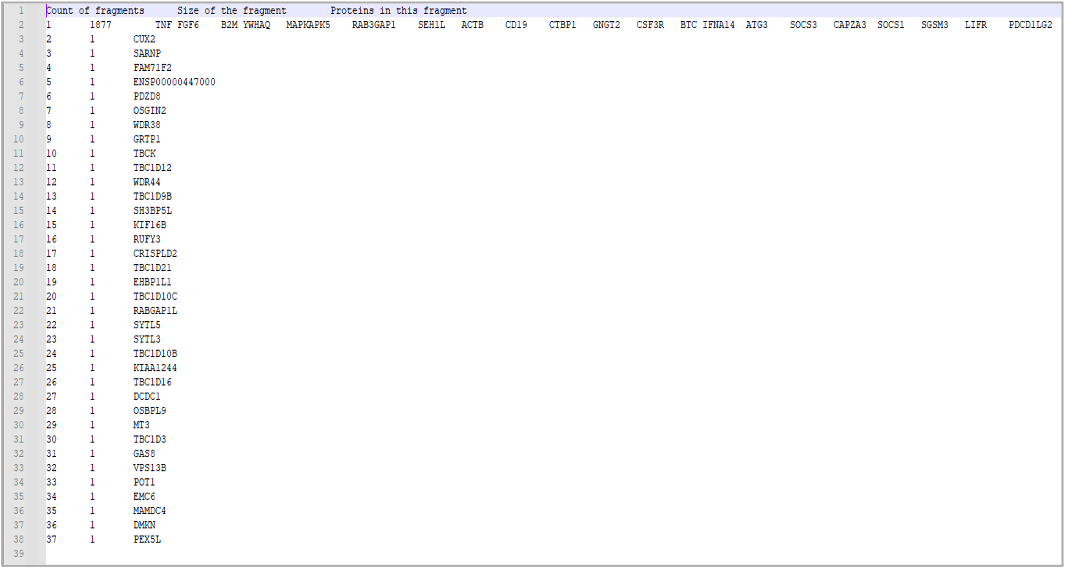 1 Count of fragments Size of the fragment Proteins in this fragment
2 1 1877 TNF FGF6 B2M YWHAQ MAPKAPK5 RAB3GAP1 SEH1L ACTB CD19 CTBP1 GNGT2 CSF3R BTC IFNA14 ATG3 SOCS3 CAPZA3 SOCS1 SGSM3 LIFR PDCD1LG2
3 2 1 CUX2
4 3 1 SARNP
5 4 1 FAM71F2
6 5 1 ENSP00000447000
7 6 1 PDZD8
8 7 1 OSGIN2
9 8 1 WDR38
10 9 1 GRTP1
11 10 1 TBCK
12 11 1 TBC1D12
13 12 1 WDR44
14 13 1 TBC1D9B
15 14 1 SH3BP5L
16 15 1 KIF16B
17 16 1 RUFY3
18 17 1 CRISPLD2
19 18 1 TBC1D21
20 19 1 EHBP1L1
21 20 1 TBC1D10C
22 21 1 RABGAP1L
23 22 1 SYTL5
24 23 1 SYTL3
25 24 1 TBC1D10B
26 25 1 KIAA1244
27 26 1 TBC1D16
28 27 1 DCDC1
29 28 1 OSBPL9
30 29 1 MT3
31 30 1 TBC1D3
32 31 1 GAS8
33 32 1 VPS13B
34 33 1 POT1
35 34 1 EMC6
36 35 1 MAMDC4
37 36 1 DMKN
38 37 1 PEX5L
39